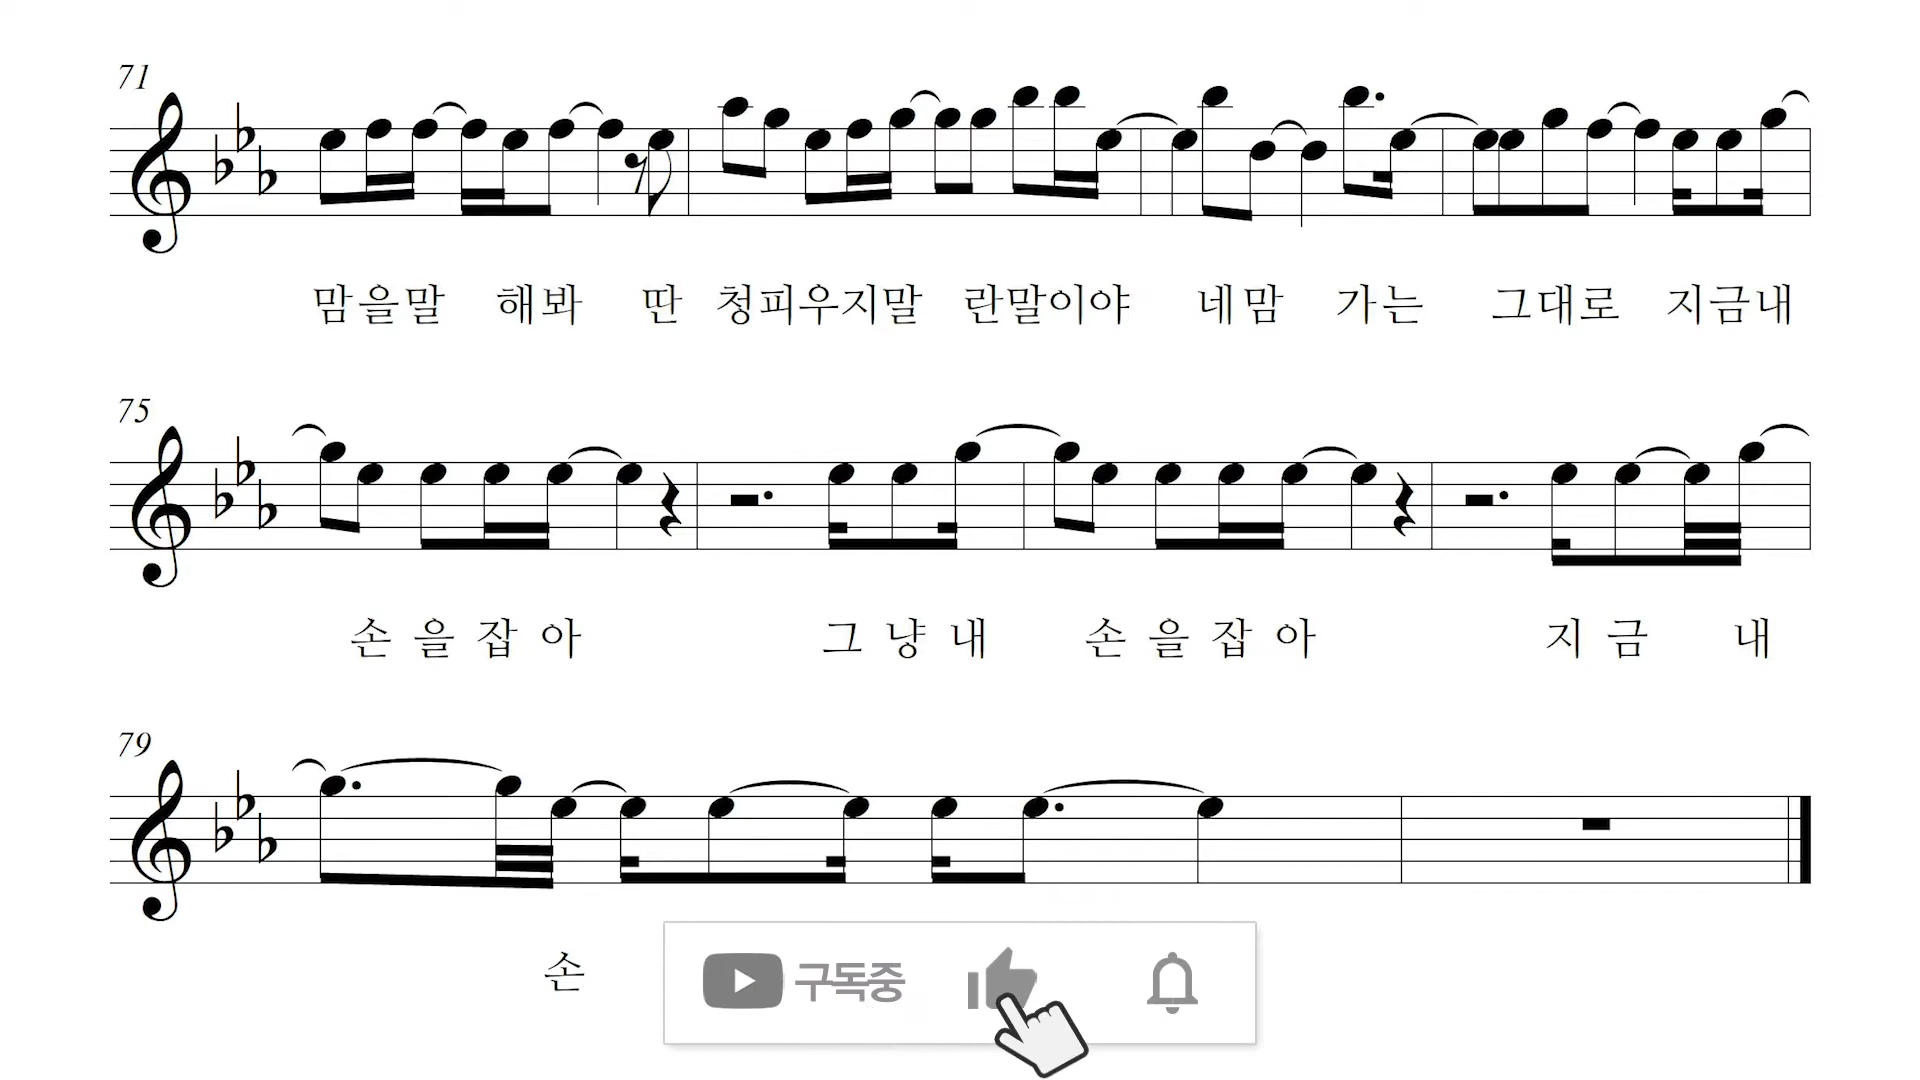 71
맘을말 해봐 딴 청피우지말 란말이야 네맘 가는 그대로 지금내
75
손 을 잡 아 그 냥 내 손 을 잡 아 지 금 내
79
손
구독중